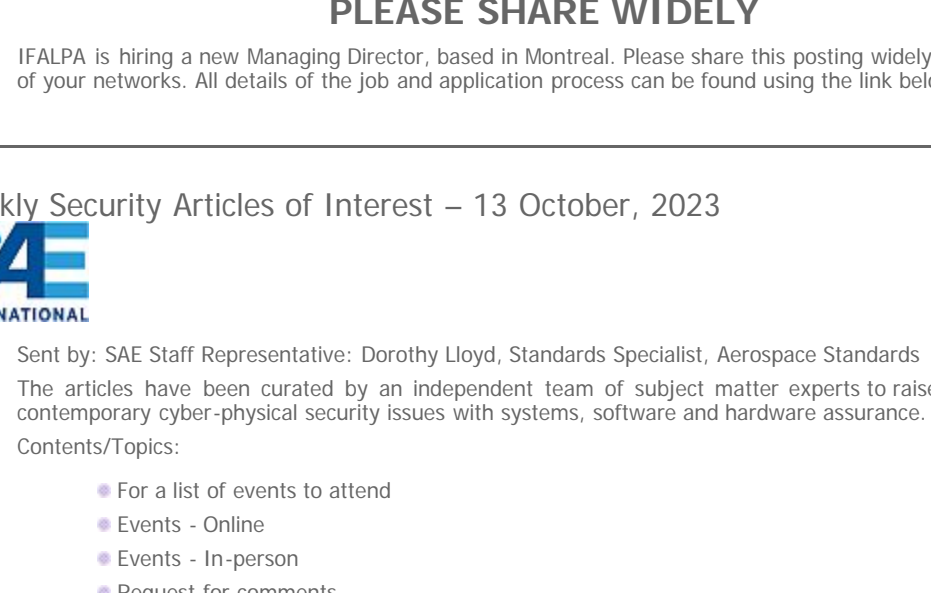 PLEASE SHARE WIDELY
IFALPA is hiring a new Managing Director, based in Montreal. Please share this posting widely
of your networks. All details of the job and application process can be found using the link belo
kly Security Articles of Interest – 13 October, 2023
AE
NATIONAL
Sent by: SAE Staff Representative: Dorothy Lloyd, Standards Specialist, Aerospace Standards
The articles have been curated by an independent team of subject matter experts to raise
contemporary cyber-physical security issues with systems, software and hardware assurance.
Contents/Topics:
For a list of events to attend
Events - Online
Events - In-person
Request for comments